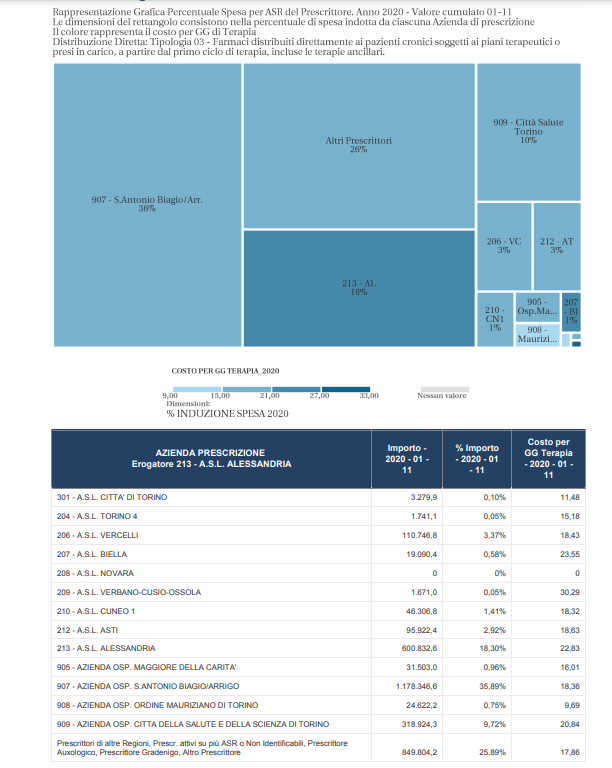 Rappresentazione Grafica Percentuale Spesa per ASR del Prescrittore. Anno 2020 - Valore cumulato 01-11
Le dimensioni del rettangolo consistono nella percentuale di spesa indotta da ciascuna Azienda di prescrizione
Il colore rappresenta il costo per GG di Terapia
Distribuzione Diretta: Tipologia 03 - Farmaci distribuiti direttamente ai pazienti cronici soggetti ai piani terapeutici o
presi in carico, a partire dal primo ciclo di terapia, incluse le terapie ancillari.
907 - S.Antonio Biagio/Arr.
36%
Altri Prescrittori
26%
213 - AL
18%
909 - Città Salute
Torino
10%
206 - VC
3%
212 - AT
3%
210 -
CN1
1%
905 -
Osp.Ma...
908 -
Maurizi...
207
- BI
1%
COSTO PER GG TERAPIA_2020
9,00 15,00 21,00 27,00 33,00 Nessun valore
Dimensioni:
% INDUZIONE SPESA 2020
AZIENDA PRESCRIZIONE
Erogatore 213 - A.S.L. ALESSANDRIA
Importo -
2020 - 01 -
11
% Importo
- 2020 - 01
- 11
Costo per
GG Terapia
- 2020 - 01 -
11
301 - A.S.L. CITTA' DI TORINO 3.279,9 0,10% 11,48
204 - A.S.L. TORINO 4 1.741,1 0,05% 15,18
206 - A.S.L. VERCELLI 110.746,8 3,37% 18,43
207 - A.S.L. BIELLA 19.090,4 0,58% 23,55
208 - A.S.L. NOVARA 0 0% 0
209 - A.S.L. VERBANO-CUSIO-OSSOLA 1.671,0 0,05% 30,29
210 - A.S.L. CUNEO 1 46.306,8 1,41% 18,32
212 - A.S.L. ASTI 95.922,4 2,92% 18,63
213 - A.S.L. ALESSANDRIA 600.832,6 18,30% 22,83
905 - AZIENDA OSP. MAGGIORE DELLA CARITA' 31.503,0 0,96% 16,01
907 - AZIENDA OSP. S.ANTONIO BIAGIO/ARRIGO 1.178.346,6 35,89% 18,36
908 - AZIENDA OSP. ORDINE MAURIZIANO DI TORINO 24.622,2 0,75% 9,69
909 - AZIENDA OSP. CITTA DELLA SALUTE E DELLA SCIENZA DI TORINO 318.924,3 9,72% 20,84
Prescrittori di altre Regioni, Prescr. attivi su più ASR o Non Identificabili, Prescrittore
Auxologico, Prescrittore Gradenigo, Altro Prescrittore 849.804,2 25,89% 17,86